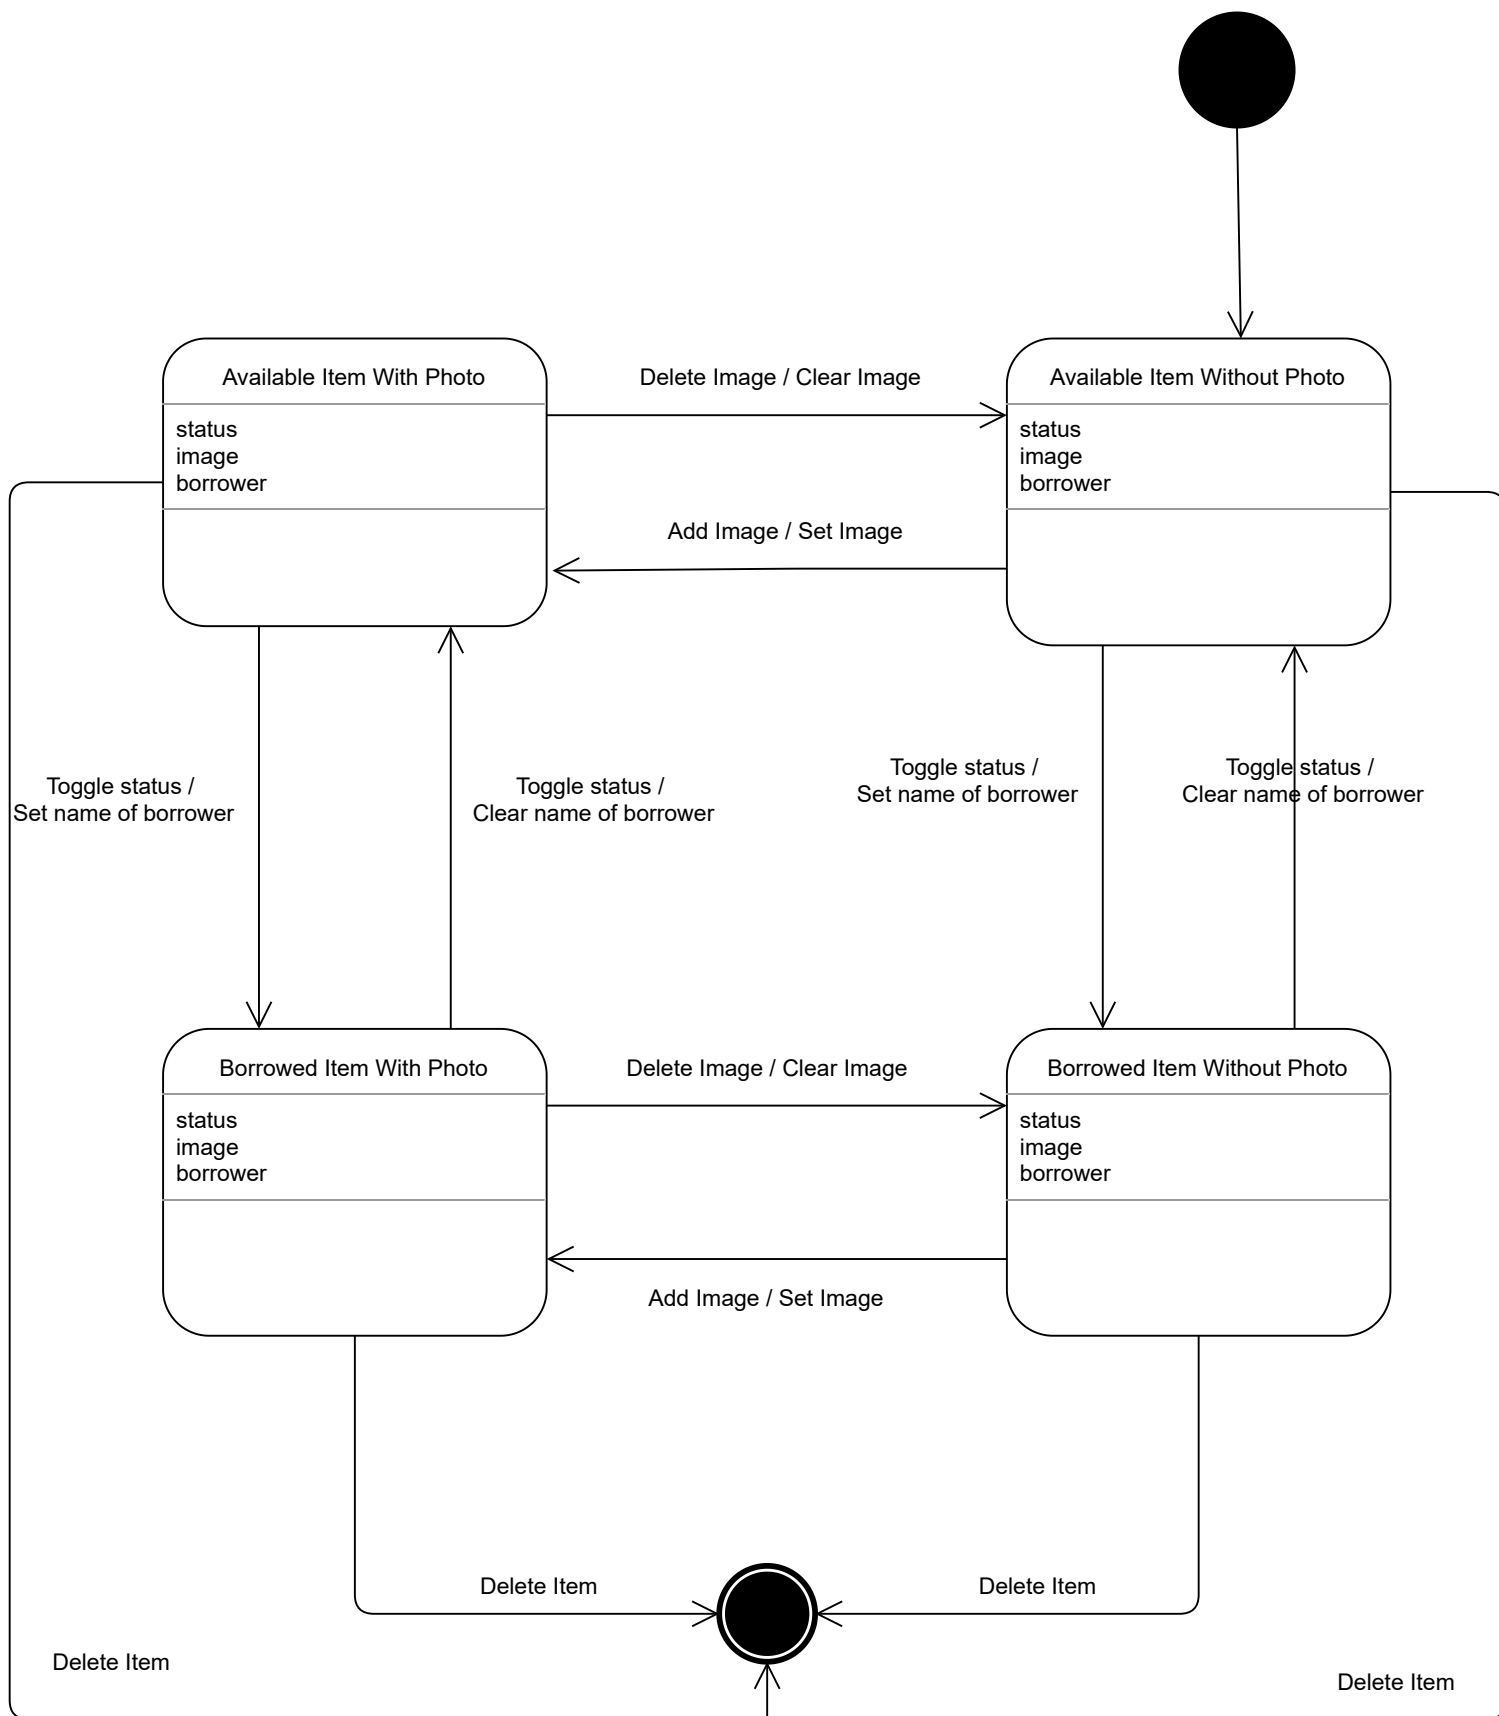 Available Item With Photo
status
image
borrower
Delete Image / Clear Image
Available Item Without Photo
status
image
borrower
Add Image / Set Image
Toggle status /
Set name of borrower
Toggle status /
Clear name of borrower
Toggle status /
Set name of borrower
Toggle status /
Clear name of borrower
Borrowed Item With Photo
status
image
borrower
Delete Image / Clear Image
Borrowed Item Without Photo
status
image
borrower
Add Image / Set Image
Delete Item
Delete Item
Delete Item
Delete Item